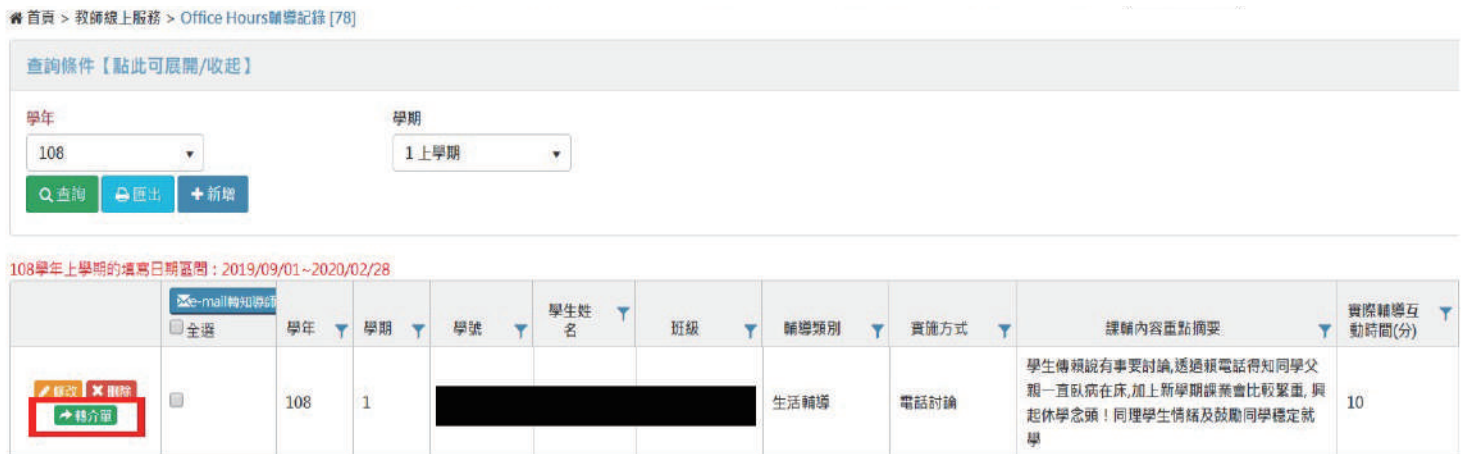 首頁 > 教師線上服務 > Office Hours輔導記錄 [78]
查詢條件【點此可展開/收起】
學年 學期
108 1 上學期
查詢 匯出 新增
108學年上學期的填寫日期區間：2019/09/01~2020/02/28
e-mail轉知導師
全選 學年 學期 學號 學生姓名 班級 輔導類別 實施方式 課輔內容重點摘要 實際輔導互動時間(分)
修改 刪除
轉介單
108 1 生活輔導 電話討論 10
學生傳賴說有事要討論,透過賴電話得知同學父
親一直臥病在床,加上新學期課業會比較緊重, 興
起休學念頭！同理學生情緒及鼓勵同學穩定就
學